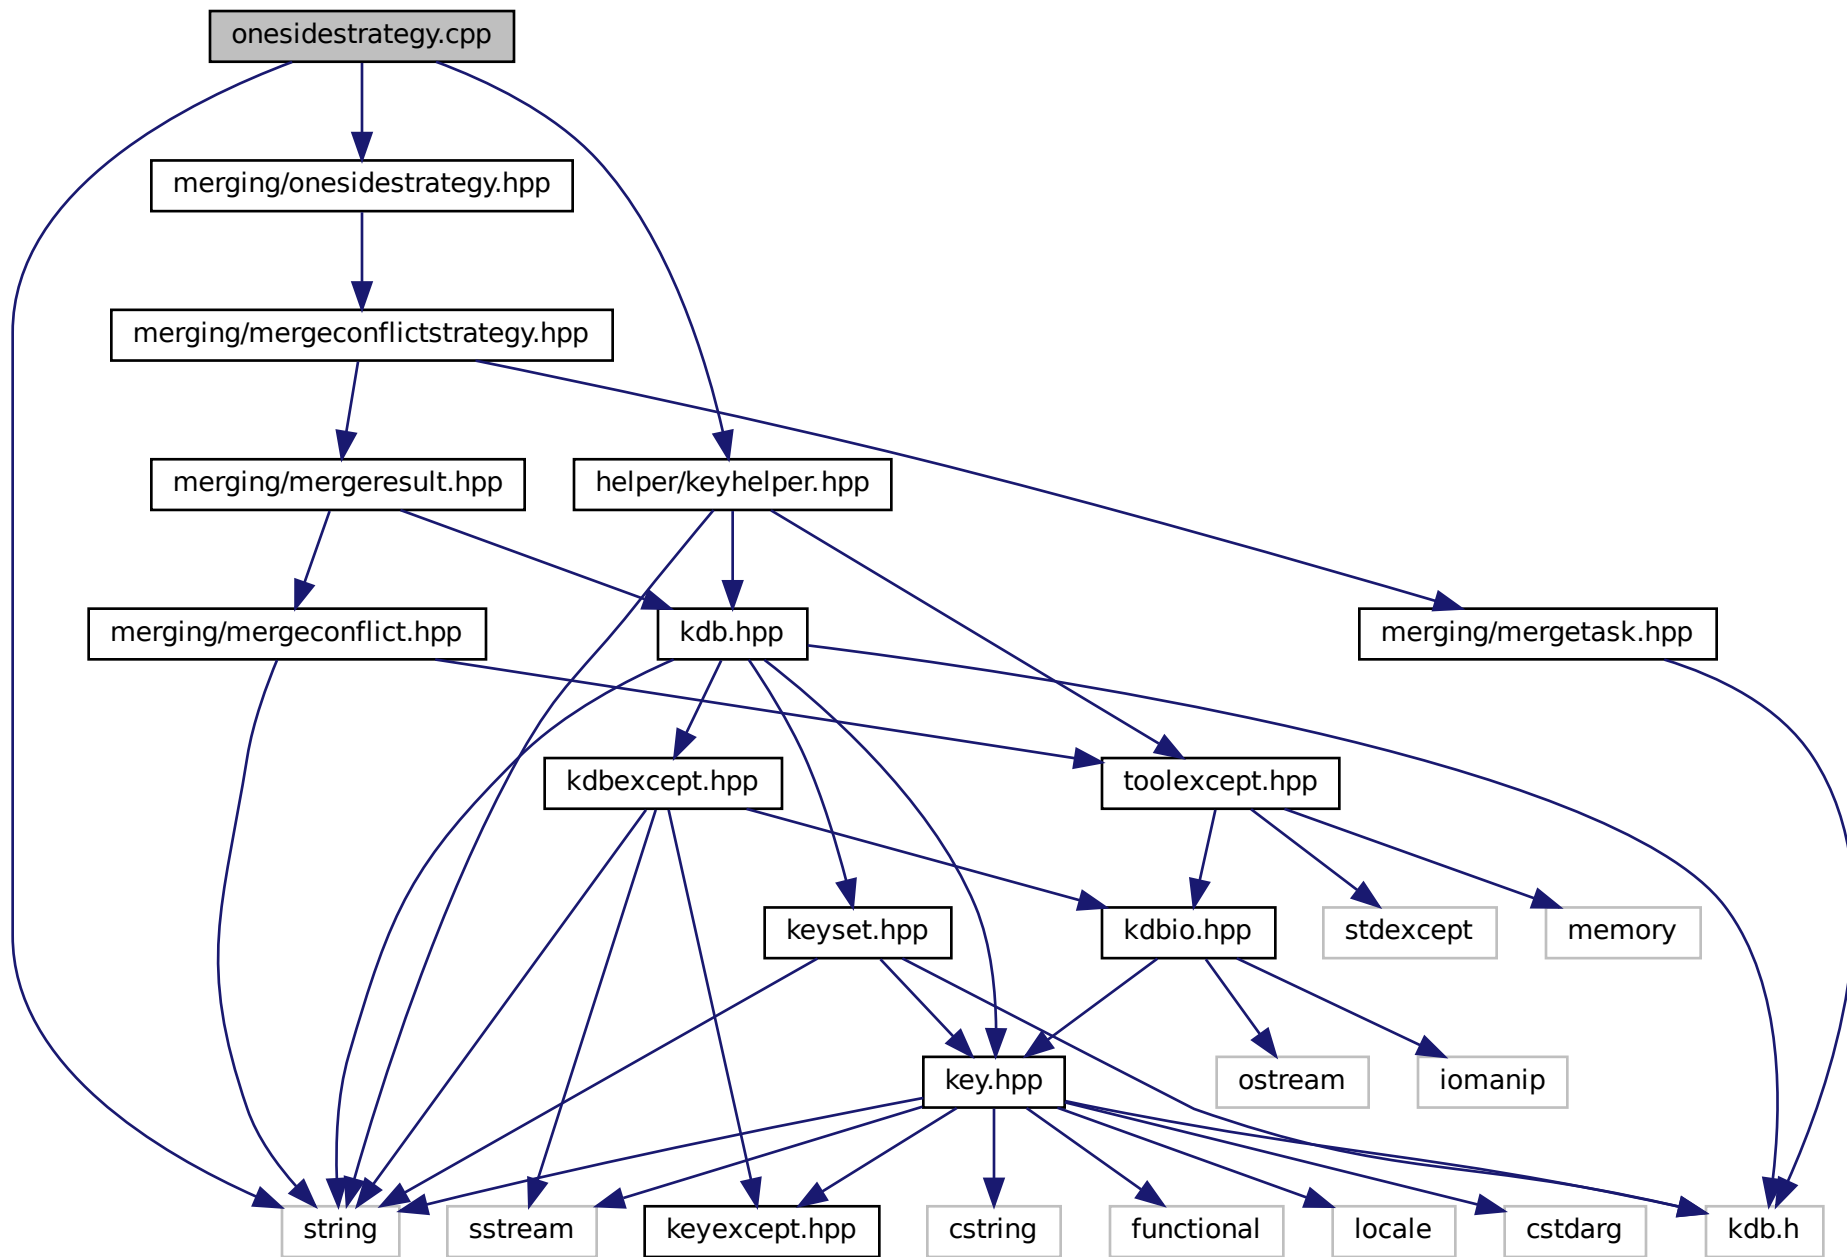 onesidestrategy.cpp
merging/onesidestrategy.hpp
merging/mergeconflictstrategy.hpp
merging/mergeresult.hpp
helper/keyhelper.hpp
merging/mergeconflict.hpp
kdb.hpp
merging/mergetask.hpp
kdbexcept.hpp
toolexcept.hpp
keyset.hpp
kdbio.hpp
stdexcept
memory
key.hpp
ostream
iomanip
string
sstream
keyexcept.hpp
cstring
functional
locale
cstdarg
kdb.h